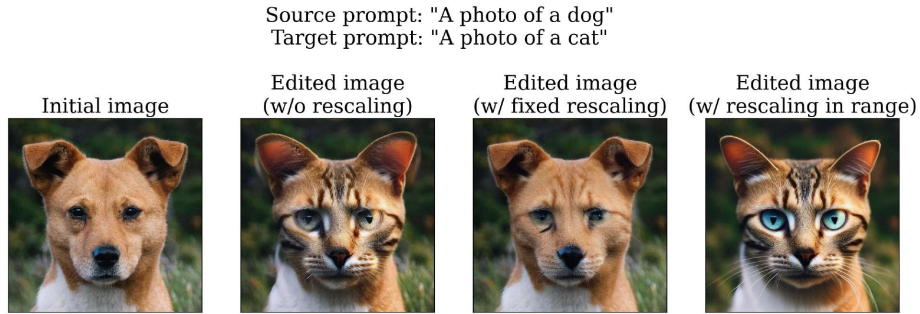 Source prompt: "A photo of a dog"
Target prompt: "A photo of a cat"
Initial image
Edited image
(w/o rescaling)
Edited image
(w/ fixed rescaling)
Edited image
(w/ rescaling in range)